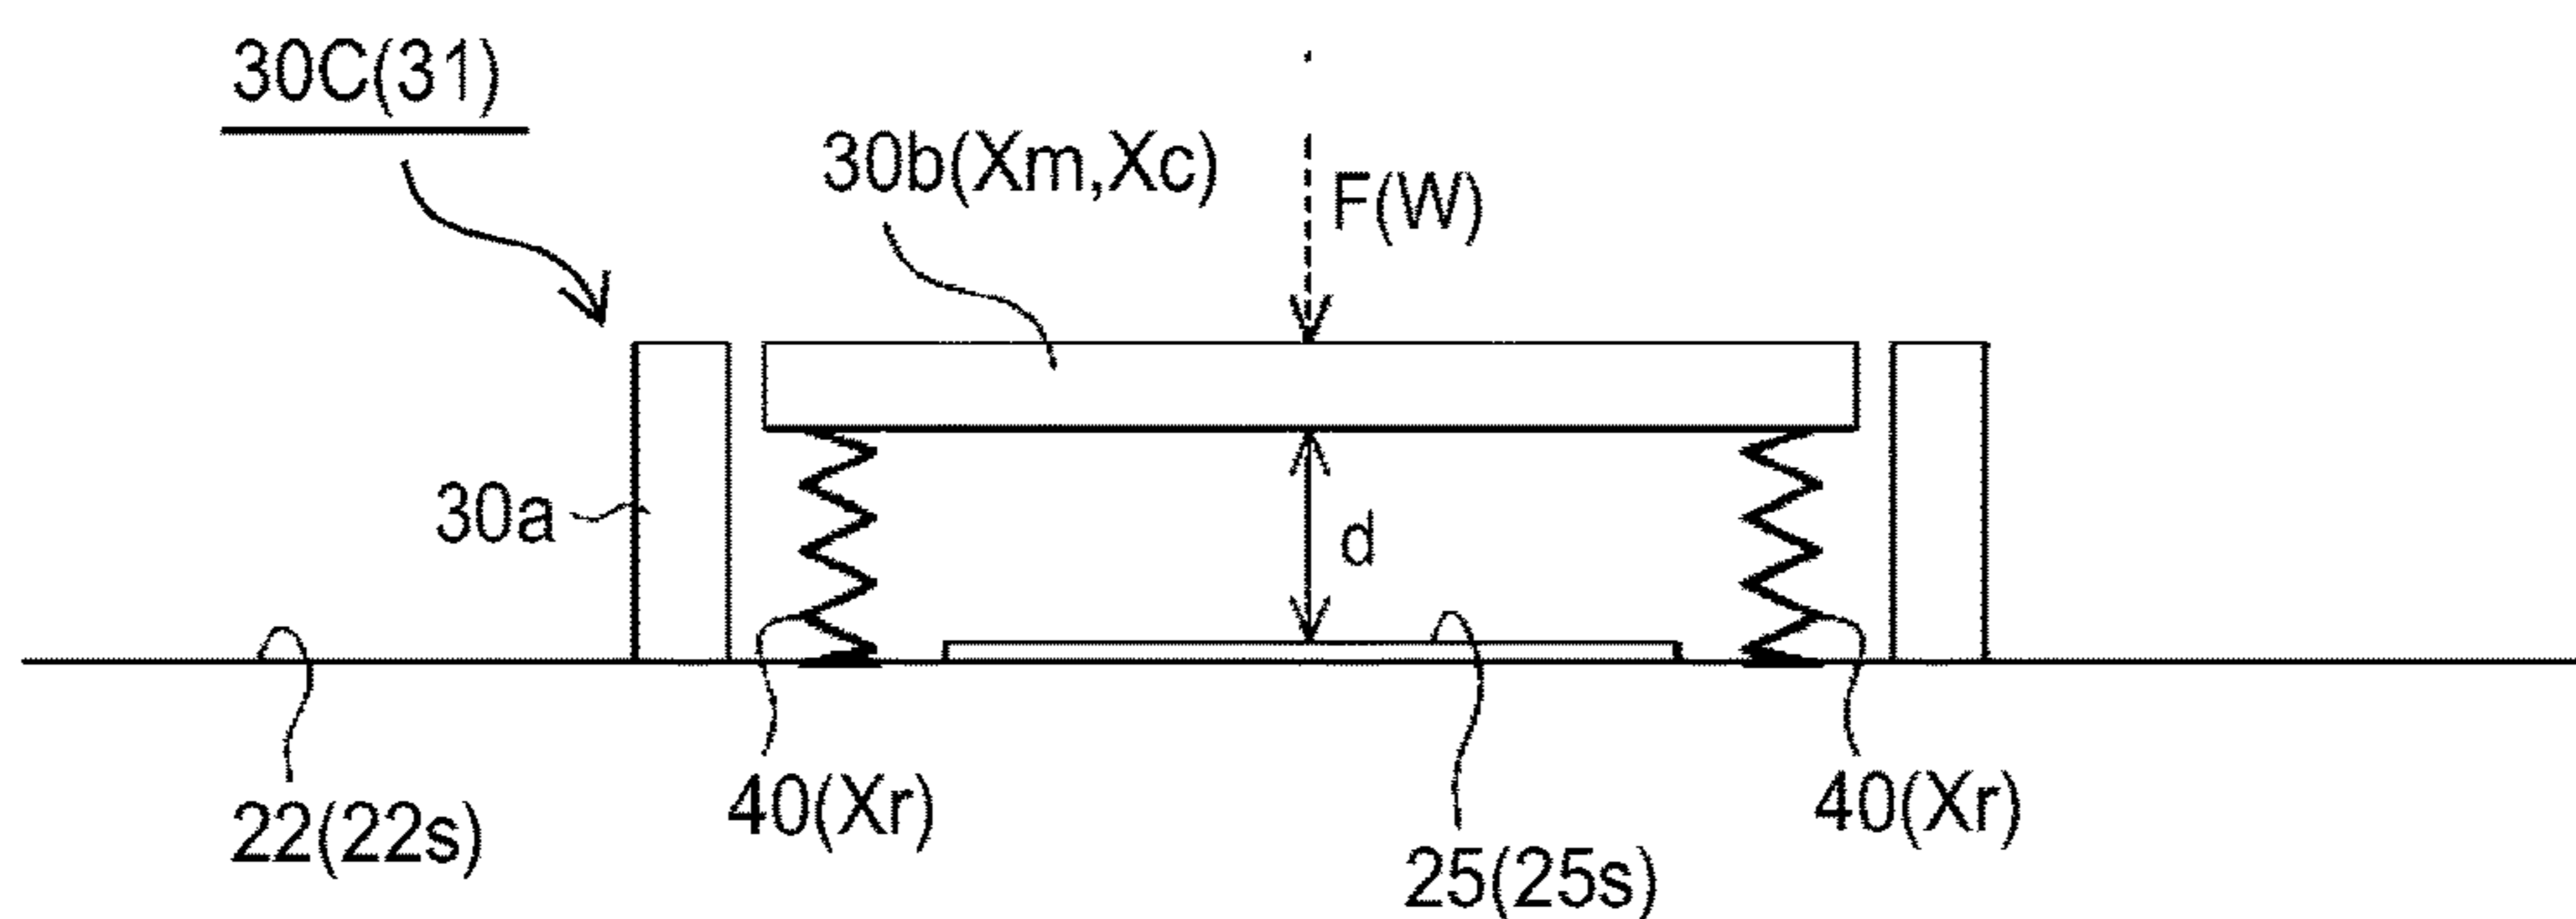 30C(31)
30b(Xm,Xc)
F(W)
30a
d
22(22s)
40(Xr)
25(25s)
40(Xr)